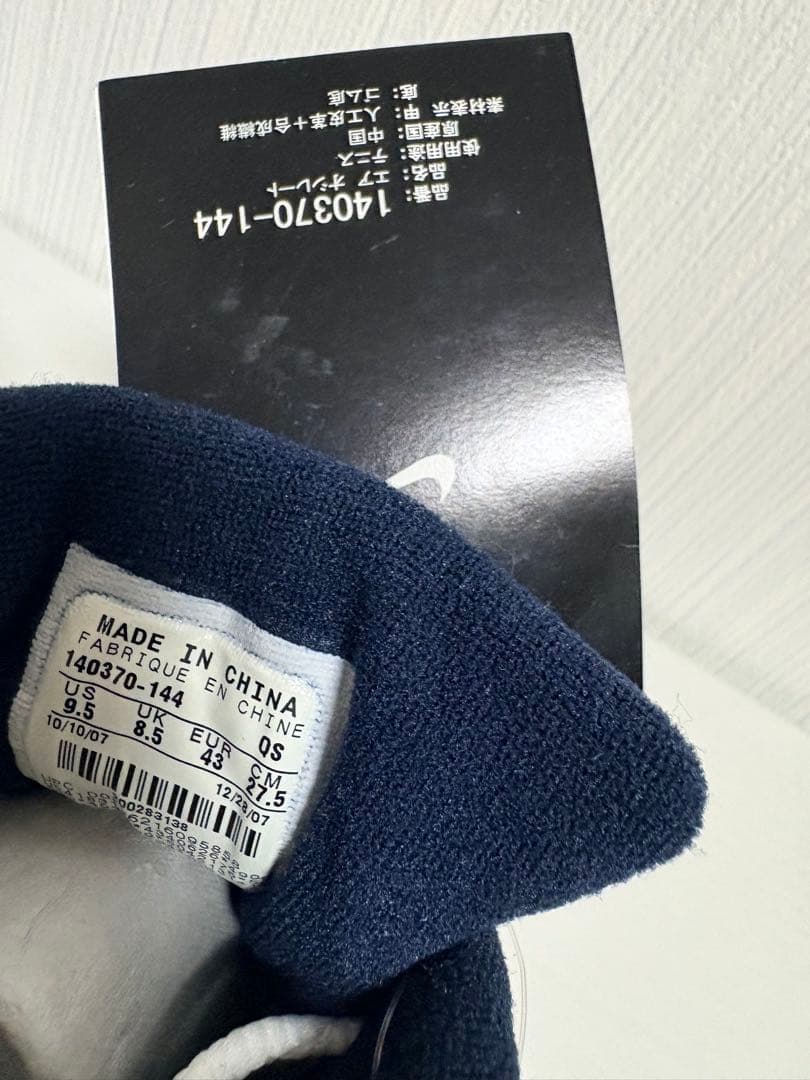 品番: 140370-144
品名: エア オシレート
使用用途: テニス
原産国: 中国
素材表示 甲: 人工皮革+合成繊維
底: ゴム底
MADE IN CHINA
FABRIQUE EN CHINE
140370-144 QS
US UK EUR CM
9.5 8.5 43 27.5
10/10/07 12/28/07